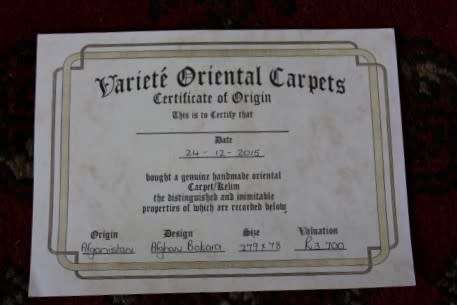 Varieté Oriental Carpets
Certificate of Origin
This is to Certify that
Date
24 - 12 - 2015
bought a genuine handmade oriental
Carpet/Kelim
the distinguished and inimitable
properties of which are recorded below
Origin Design Size Valuation
Afganistan Afghan Bokara 279 x 78 R3 700